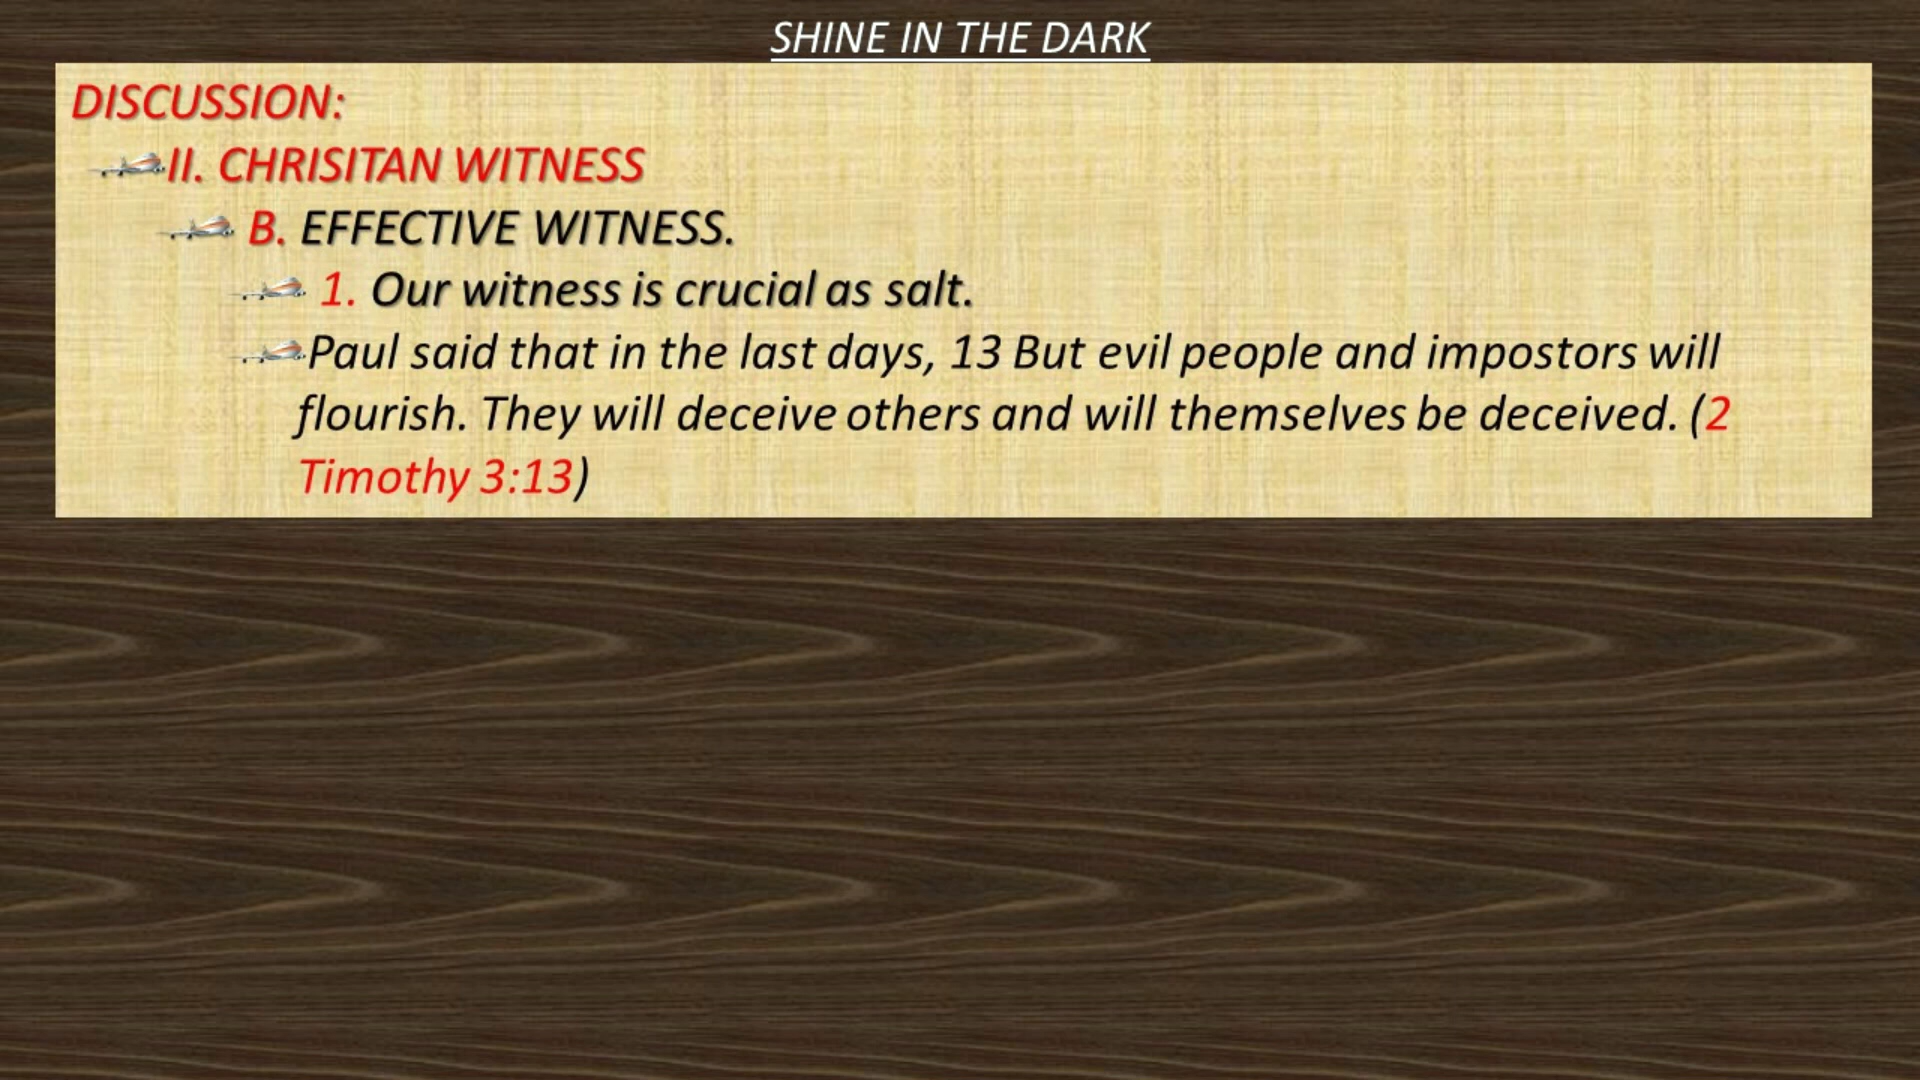 SHINE IN THE DARK
DISCUSSION:
II. CHRISITAN WITNESS
B. EFFECTIVE WITNESS.
1. Our witness is crucial as salt.
Paul said that in the last days, 13 But evil people and impostors will
flourish. They will deceive others and will themselves be deceived. (2
Timothy 3:13)